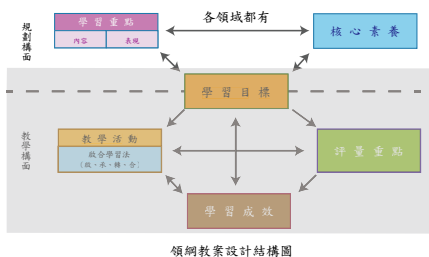 各領域都有
學習重點
內容
表現
核心素養
規劃構面
學習目標
教學構面
教學活動
啟合學習法
(啟、承、轉、合)
評量重點
學習成效
領綱教案設計結構圖